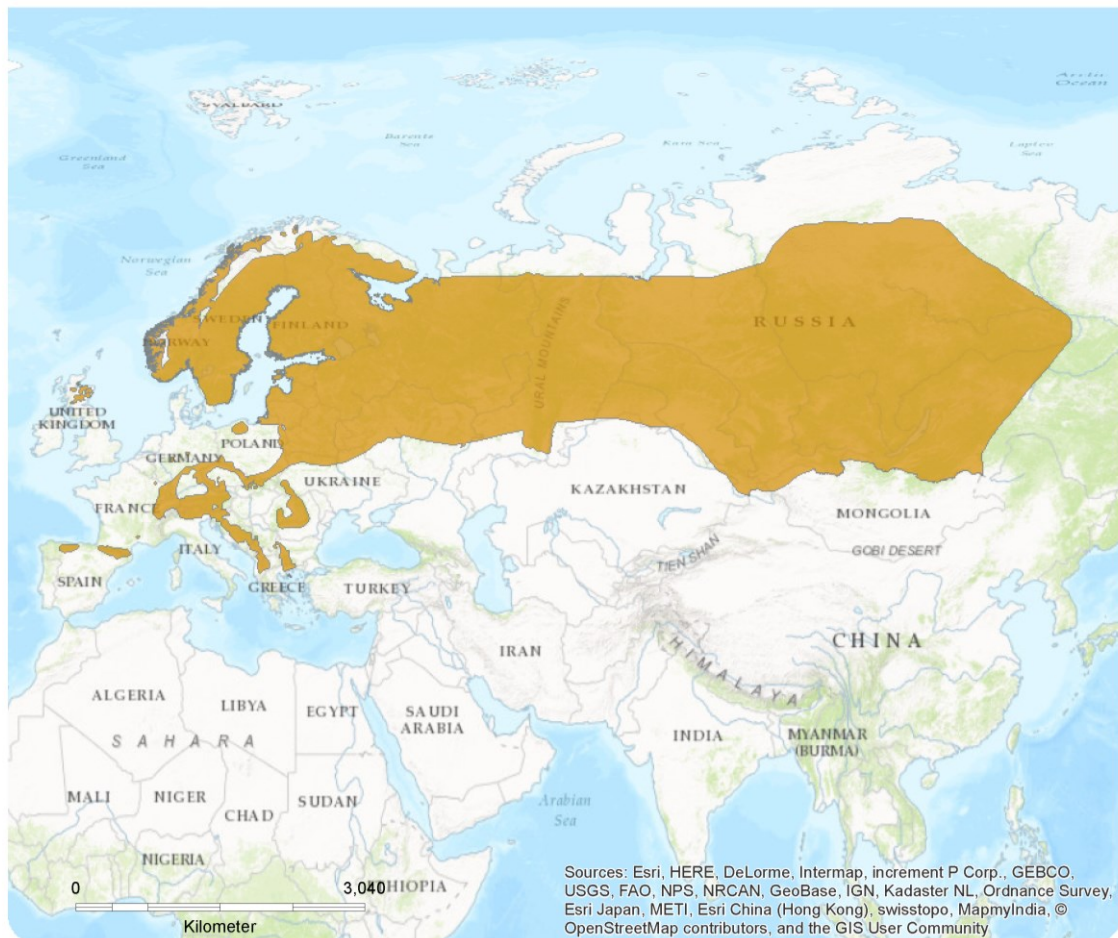 SVALBARD
Arctic
Ocean
Greenland
Sea
Barents
Sea
Kara Sea
Laptev
Sea
Norwegian
Sea
SWEDEN
FINLAND
NORWAY
URAL MOUNTAINS
RUSSIA
UNITED
KINGDOM
POLAND
GERMANY
UKRAINE
FRANCE
KAZAKHSTAN
MONGOLIA
ITALY
GOBI DESERT
TIEN SHAN
SPAIN
GREECE
TURKEY
CHINA
IRAN
HIMALAYA
ALGERIA
LIBYA
EGYPT
SAUDI
ARABIA
SAHARA
INDIA
MYANMAR
(BURMA)
MALI
NIGER
SUDAN
CHAD
Arabian
Sea
NIGERIA
ETHIOPIA
0
3,040
Kilometer
Sources: Esri, HERE, DeLorme, Intermap, increment P Corp., GEBCO,
USGS, FAO, NPS, NRCAN, GeoBase, IGN, Kadaster NL, Ordnance Survey,
Esri Japan, METI, Esri China (Hong Kong), swisstopo, MapmyIndia, ©
OpenStreetMap contributors, and the GIS User Community